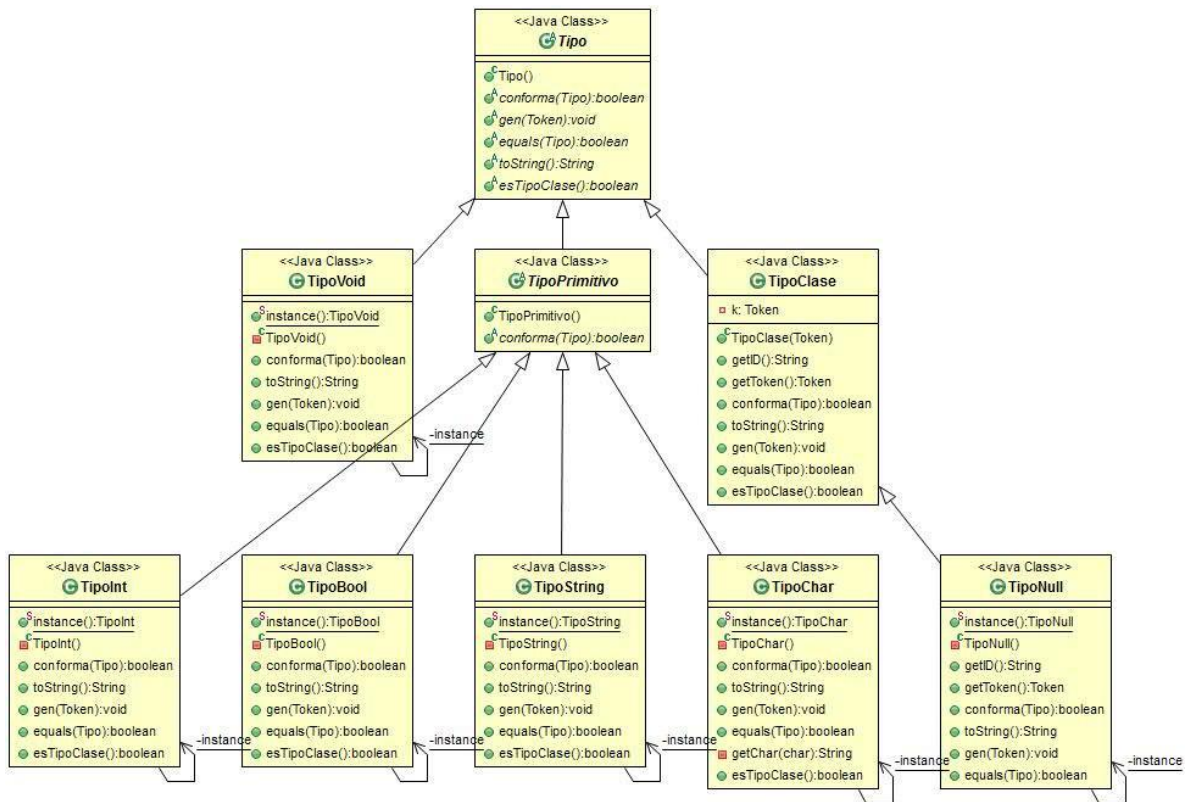 <<Java Class>>
Tipo
Tipo()
conforma(Tipo):boolean
gen(Token):void
equals(Tipo):boolean
toString():String
esTipoClase():boolean
<<Java Class>>
TipoVoid
instance():TipoVoid
TipoVoid()
conforma(Tipo):boolean
toString():String
gen(Token):void
equals(Tipo):boolean
esTipoClase():boolean
-instance
<<Java Class>>
TipoPrimitivo
TipoPrimitivo()
conforma(Tipo):boolean
<<Java Class>>
TipoClase
k: Token
TipoClase(Token)
getID():String
getToken():Token
conforma(Tipo):boolean
toString():String
gen(Token):void
equals(Tipo):boolean
esTipoClase():boolean
<<Java Class>>
TipoInt
instance():TipoInt
TipoInt()
conforma(Tipo):boolean
toString():String
gen(Token):void
equals(Tipo):boolean
esTipoClase():boolean
-instance
<<Java Class>>
TipoBool
instance():TipoBool
TipoBool()
conforma(Tipo):boolean
toString():String
gen(Token):void
equals(Tipo):boolean
esTipoClase():boolean
-instance
<<Java Class>>
TipoString
instance():TipoString
TipoString()
conforma(Tipo):boolean
toString():String
gen(Token):void
equals(Tipo):boolean
esTipoClase():boolean
-instance
<<Java Class>>
TipoChar
instance():TipoChar
TipoChar()
conforma(Tipo):boolean
toString():String
gen(Token):void
equals(Tipo):boolean
getChar(char):String
esTipoClase():boolean
-instance
<<Java Class>>
TipoNull
instance():TipoNull
TipoNull()
getID():String
getToken():Token
conforma(Tipo):boolean
toString():String
gen(Token):void
equals(Tipo):boolean
-instance